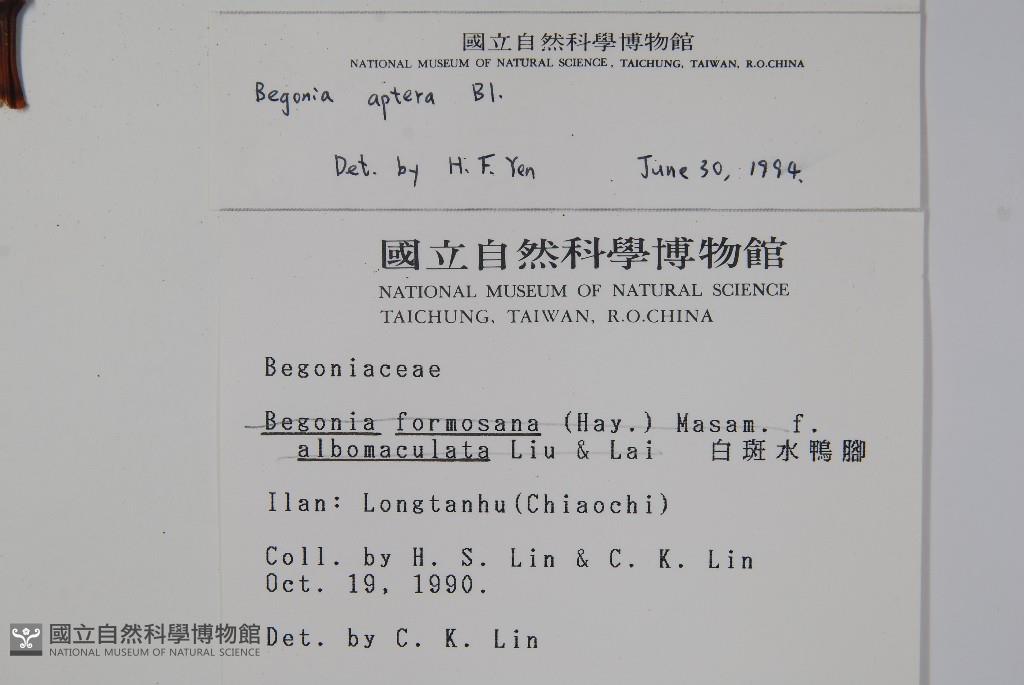 國立自然科學博物館
NATIONAL MUSEUM OF NATURAL SCIENCE, TAICHUNG, TAIWAN, R.O.CHINA
Begonia aptera Bl.
Det. by H. F. Yen June 30, 1994.
國立自然科學博物館
NATIONAL MUSEUM OF NATURAL SCIENCE
TAICHUNG, TAIWAN, R.O.CHINA
Begoniaceae
Begonia formosana (Hay.) Masam. f.
albomaculata Liu & Lai 白斑水鴨腳
Ilan: Longtanhu(Chiaochi)
Coll. by H. S. Lin & C. K. Lin
Oct. 19, 1990.
Det. by C. K. Lin
國立自然科學博物館
NATIONAL MUSEUM OF NATURAL SCIENCE